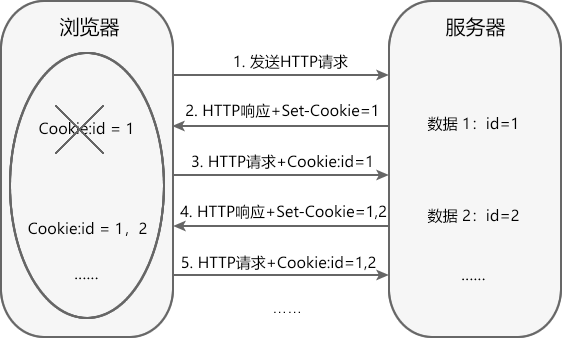 浏览器
服务器
1. 发送HTTP请求
2. HTTP响应+Set-Cookie=1
Cookie:id = 1
数据 1：id=1
3. HTTP请求+Cookie:id=1
4. HTTP响应+Set-Cookie=1,2
数据 2：id=2
Cookie:id = 1，2
5. HTTP请求+Cookie:id=1,2
……
……
……